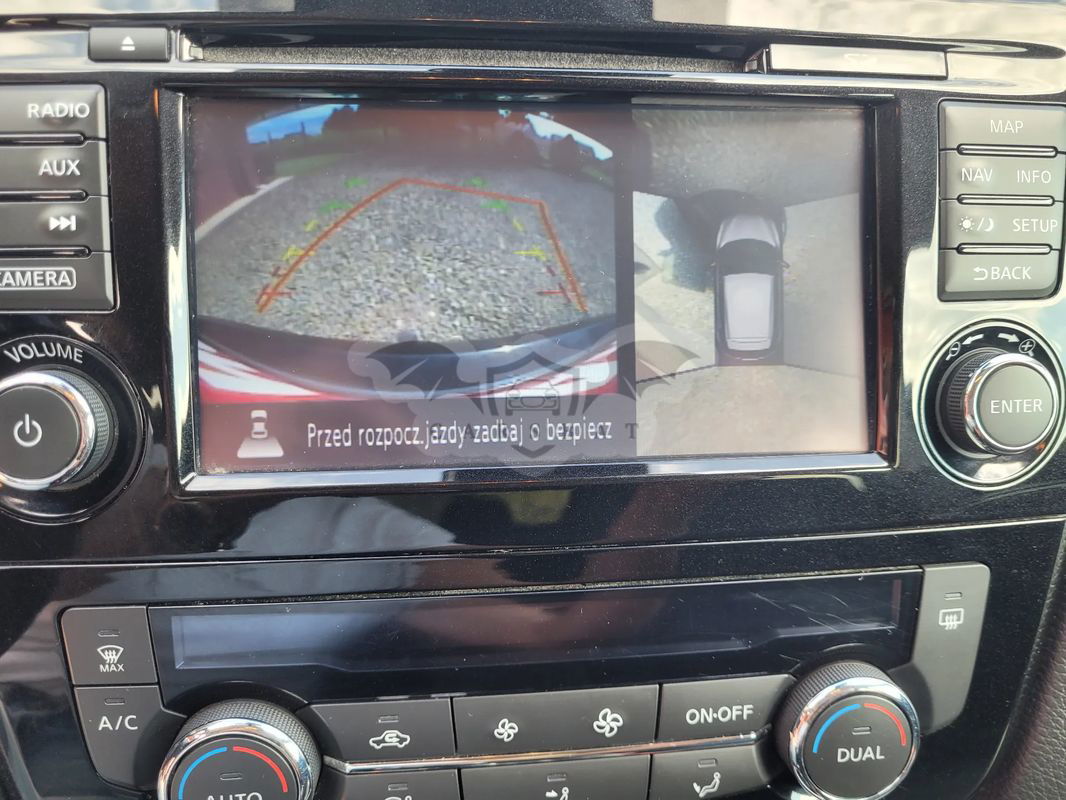 RADIO
AUX
KAMERA
VOLUME
MAP
NAV INFO
SETUP
BACK
ENTER
Przed rozpocz.jazdy zadbaj o bezpiecz
MAX
A/C
ON·OFF
AUTO
DUAL